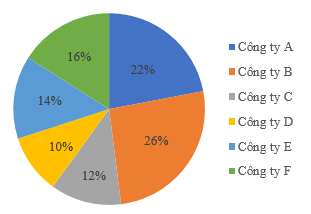 22%
26%
12%
10%
14%
16%
Công ty A
Công ty B
Công ty C
Công ty D
Công ty E
Công ty F